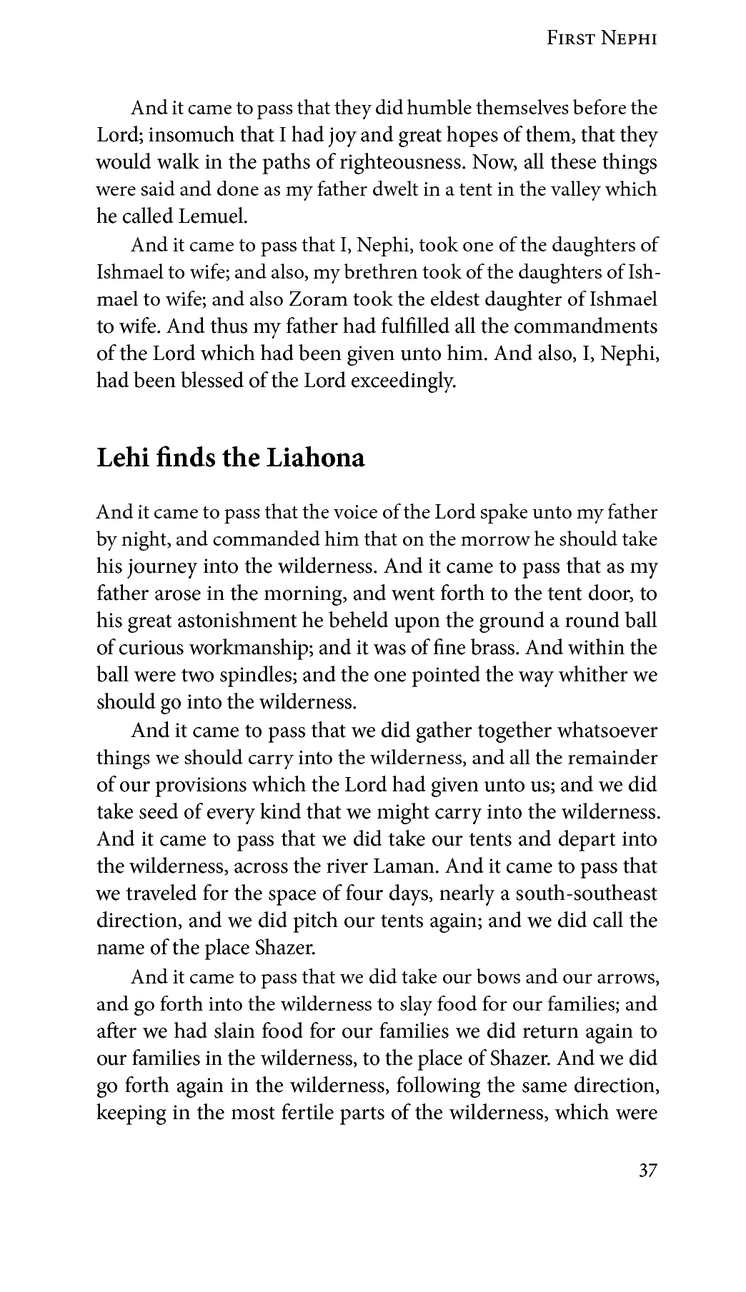 First Nephi
And it came to pass that they did humble themselves before the
Lord; insomuch that I had joy and great hopes of them, that they
would walk in the paths of righteousness. Now, all these things
were said and done as my father dwelt in a tent in the valley which
he called Lemuel.
And it came to pass that I, Nephi, took one of the daughters of
Ishmael to wife; and also, my brethren took of the daughters of Ish-
mael to wife; and also Zoram took the eldest daughter of Ishmael
to wife. And thus my father had fulfilled all the commandments
of the Lord which had been given unto him. And also, I, Nephi,
had been blessed of the Lord exceedingly.
Lehi finds the Liahona
And it came to pass that the voice of the Lord spake unto my father
by night, and commanded him that on the morrow he should take
his journey into the wilderness. And it came to pass that as my
father arose in the morning, and went forth to the tent door, to
his great astonishment he beheld upon the ground a round ball
of curious workmanship; and it was of fine brass. And within the
ball were two spindles; and the one pointed the way whither we
should go into the wilderness.
And it came to pass that we did gather together whatsoever
things we should carry into the wilderness, and all the remainder
of our provisions which the Lord had given unto us; and we did
take seed of every kind that we might carry into the wilderness.
And it came to pass that we did take our tents and depart into
the wilderness, across the river Laman. And it came to pass that
we traveled for the space of four days, nearly a south-southeast
direction, and we did pitch our tents again; and we did call the
name of the place Shazer.
And it came to pass that we did take our bows and our arrows,
and go forth into the wilderness to slay food for our families; and
after we had slain food for our families we did return again to
our families in the wilderness, to the place of Shazer. And we did
go forth again in the wilderness, following the same direction,
keeping in the most fertile parts of the wilderness, which were
37